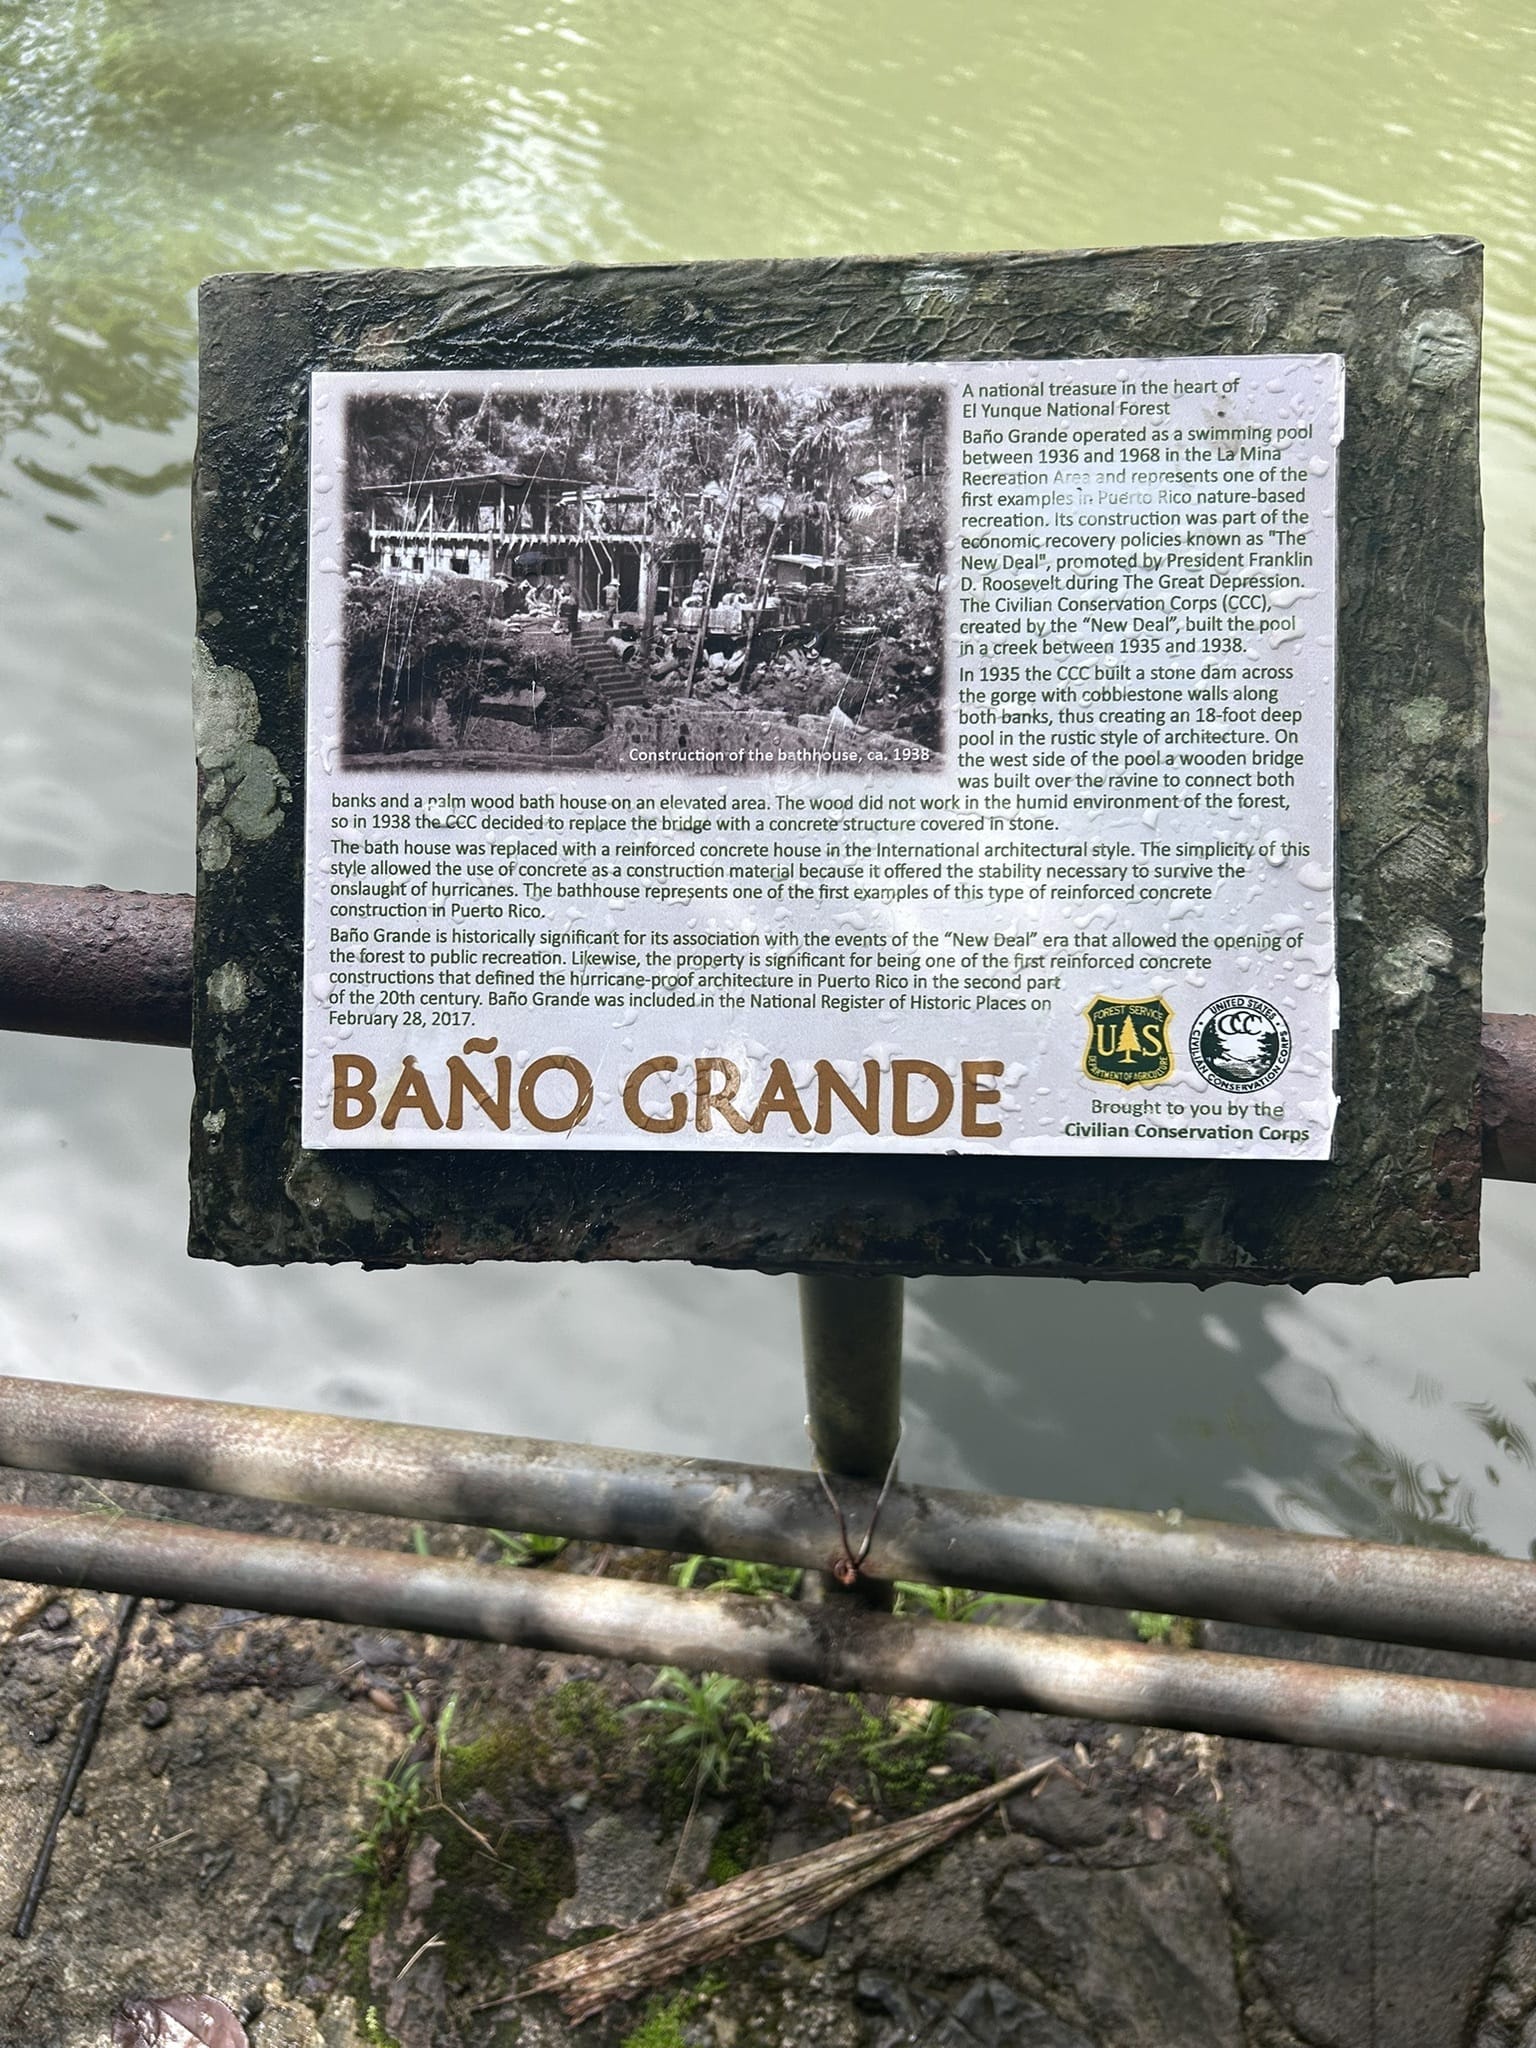 A national treasure in the heart of
El Yunque National Forest
Baño Grande operated as a swimming pool
between 1936 and 1968 in the La Mina
Recreation Area and represents one of the
first examples in Puerto Rico nature-based
recreation. Its construction was part of the
economic recovery policies known as "The
New Deal", promoted by President Franklin
D. Roosevelt during The Great Depression.
The Civilian Conservation Corps (CCC),
created by the “New Deal”, built the pool
in a creek between 1935 and 1938.
In 1935 the CCC built a stone dam across
the gorge with cobblestone walls along
both banks, thus creating an 18-foot deep
pool in the rustic style of architecture. On
the west side of the pool a wooden bridge
was built over the ravine to connect both
Construction of the bathhouse, ca. 1938
banks and a palm wood bath house on an elevated area. The wood did not work in the humid environment of the forest,
so in 1938 the CCC decided to replace the bridge with a concrete structure covered in stone.
The bath house was replaced with a reinforced concrete house in the International architectural style. The simplicity of this
style allowed the use of concrete as a construction material because it offered the stability necessary to survive the
onslaught of hurricanes. The bathhouse represents one of the first examples of this type of reinforced concrete
construction in Puerto Rico.
Baño Grande is historically significant for its association with the events of the “New Deal” era that allowed the opening of
the forest to public recreation. Likewise, the property is significant for being one of the first reinforced concrete
constructions that defined the hurricane-proof architecture in Puerto Rico in the second part
of the 20th century. Baño Grande was included in the National Register of Historic Places on
February 28, 2017.
BAÑO GRANDE
FOREST SERVICE
U S
DEPARTMENT OF AGRICULTURE
UNITED STATES
CCC
CIVILIAN CONSERVATION CORPS
Brought to you by the
Civilian Conservation Corps